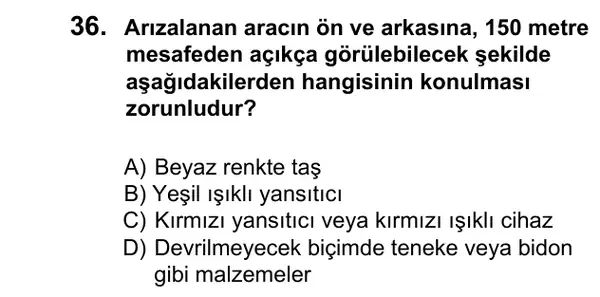 36. Arızalanan aracın ön ve arkasına, 150 metre
mesafeden açıkça görülebilecek şekilde
aşağıdakilerden hangisinin konulması
zorunludur?
A) Beyaz renkte taş
B) Yeşil ışıklı yansıtıcı
C) Kırmızı yansıtıcı veya kırmızı ışıklı cihaz
D) Devrilmeyecek biçimde teneke veya bidon
gibi malzemeler